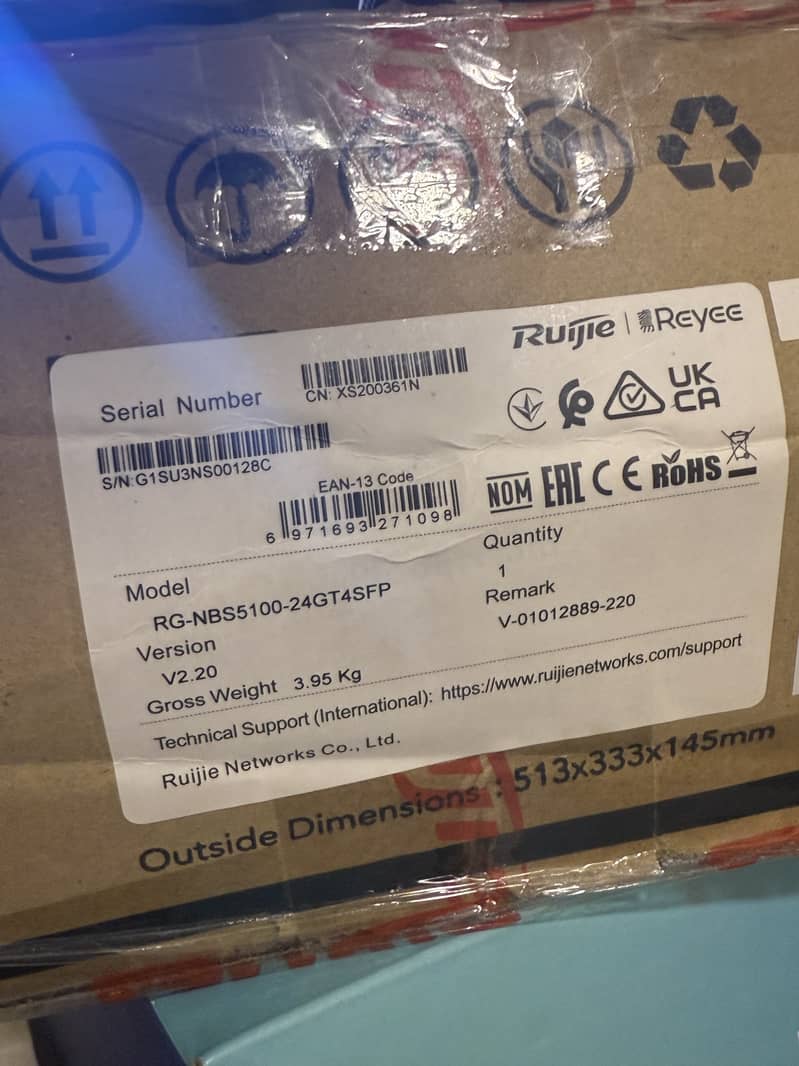 Ruijie | Reyee
Serial Number
CN: XS200361N
S/N:G1SU3NS00128C
EAN-13 Code
6 971693 271098
UK
CA
NOM EAC CE RoHS
Model
RG-NBS5100-24GT4SFP
Version
V2.20
Gross Weight 3.95 Kg
Quantity
1
Remark
V-01012889-220
Technical Support (International): https://www.ruijienetworks.com/support
Ruijie Networks Co., Ltd.
Outside Dimensions : 513x333x145mm